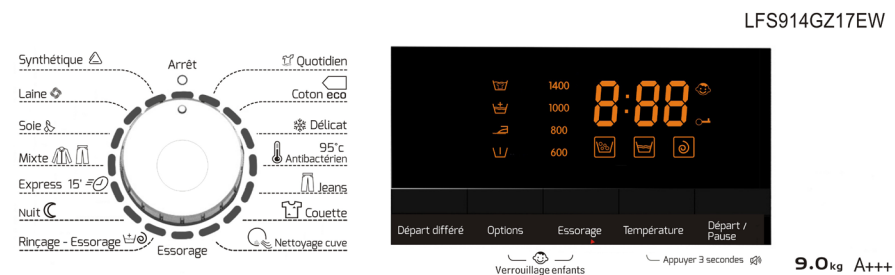 LFS914GZ17EW
Arrêt
Synthétique
Laine
Soie
Mixte
Express 15'
Nuit
Rinçage - Essorage
Essorage
Quotidien
Coton eco
Délicat
95°c
Antibactérien
Jeans
Couette
Nettoyage cuve
1400
1000
800
600
8:88
Départ différé
Options
Essorage
Température
Départ /
Pause
Verrouillage enfants
Appuyer 3 secondes
9.0kg A+++